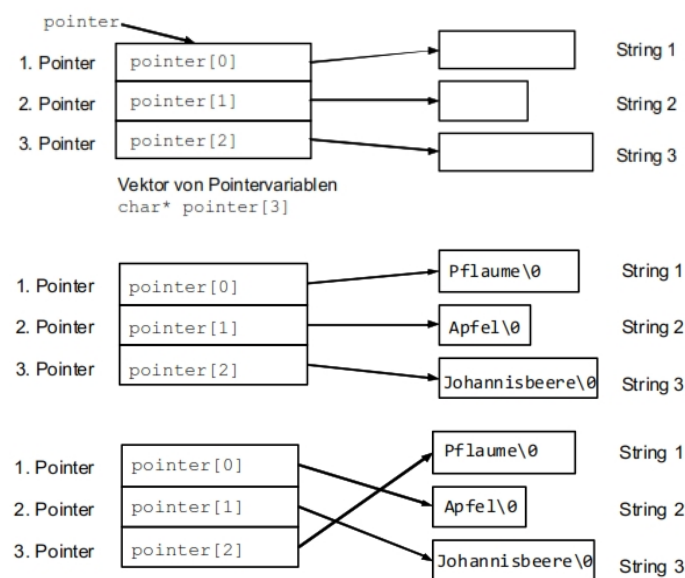 pointer
1. Pointer pointer[0] String 1
2. Pointer pointer[1] String 2
3. Pointer pointer[2] String 3
Vektor von Pointervariablen
char* pointer[3]
1. Pointer pointer[0] Pflaume\0 String 1
2. Pointer pointer[1] Apfel\0 String 2
3. Pointer pointer[2] Johannisbeere\0 String 3
1. Pointer pointer[0] Pflaume\0 String 1
2. Pointer pointer[1] Apfel\0 String 2
3. Pointer pointer[2] Johannisbeere\0 String 3